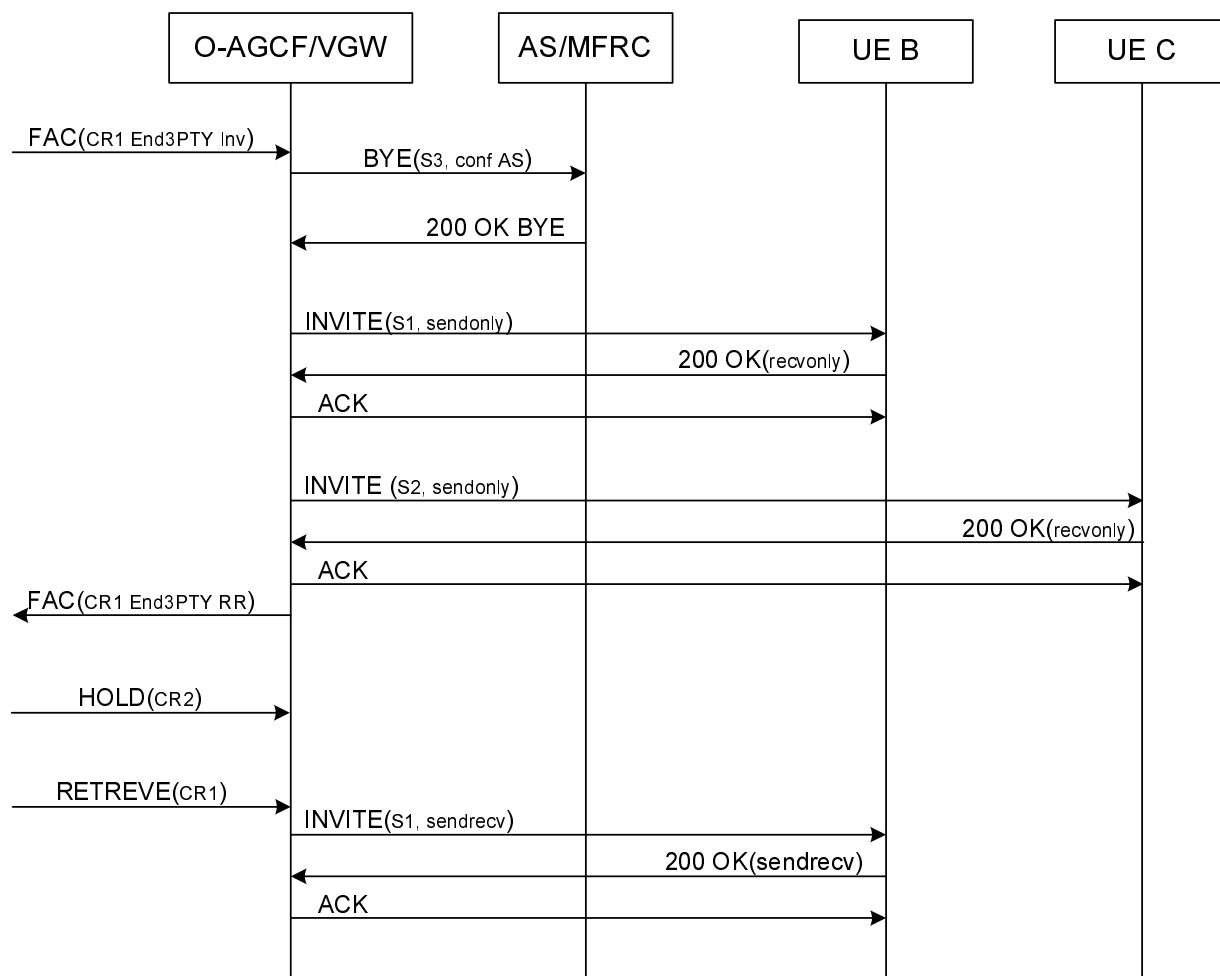 O-AGCF/VGW
AS/MFRC
UE B
UE C
FAC(CR1 End3PTY Inv)
BYE(S3, conf AS)
200 OK BYE
INVITE(S1, sendonly)
200 OK(recvonly)
ACK
INVITE (S2, sendonly)
200 OK(recvonly)
ACK
FAC(CR1 End3PTY RR)
HOLD(CR2)
RETREVE(CR1)
INVITE(S1, sendrecv)
200 OK(sendrecv)
ACK